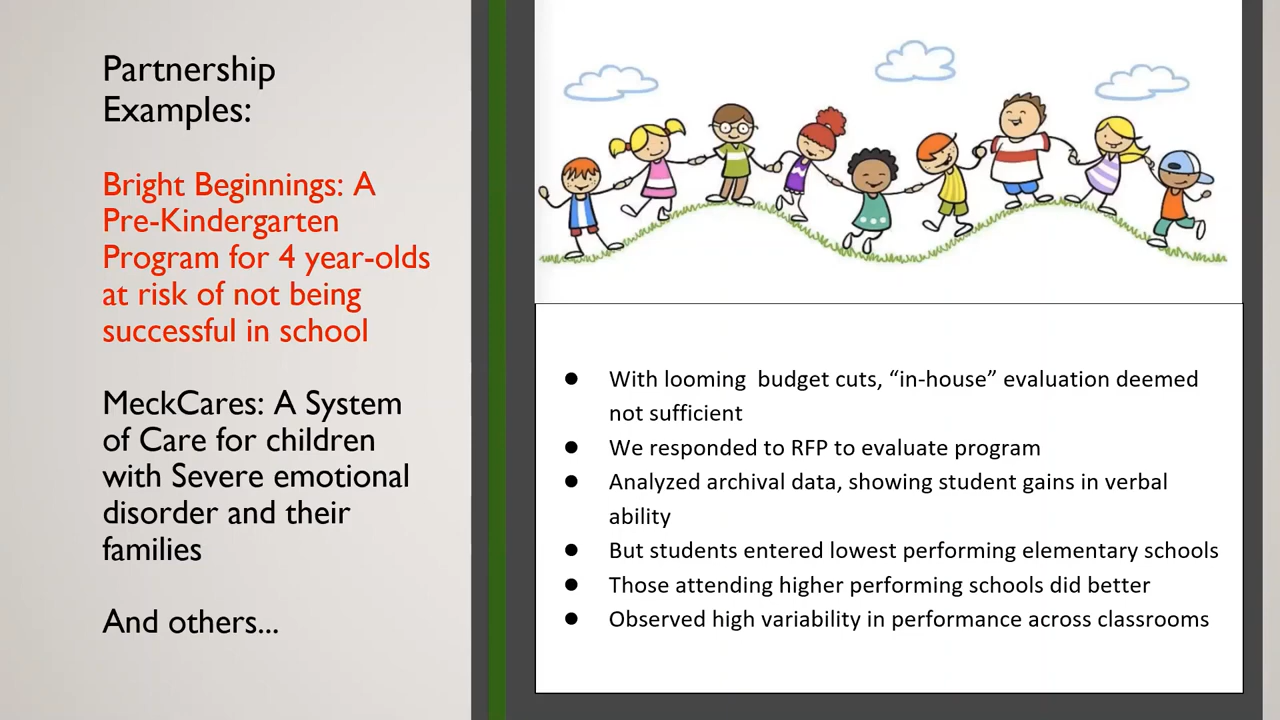 Partnership
Examples:
Bright Beginnings: A
Pre-Kindergarten
Program for 4 year-olds
at risk of not being
successful in school
MeckCares: A System
of Care for children
with Severe emotional
disorder and their
families
And others...
● With looming  budget cuts, “in-house” evaluation deemed
not sufficient
● We responded to RFP to evaluate program
● Analyzed archival data, showing student gains in verbal
ability
● But students entered lowest performing elementary schools
● Those attending higher performing schools did better
● Observed high variability in performance across classrooms